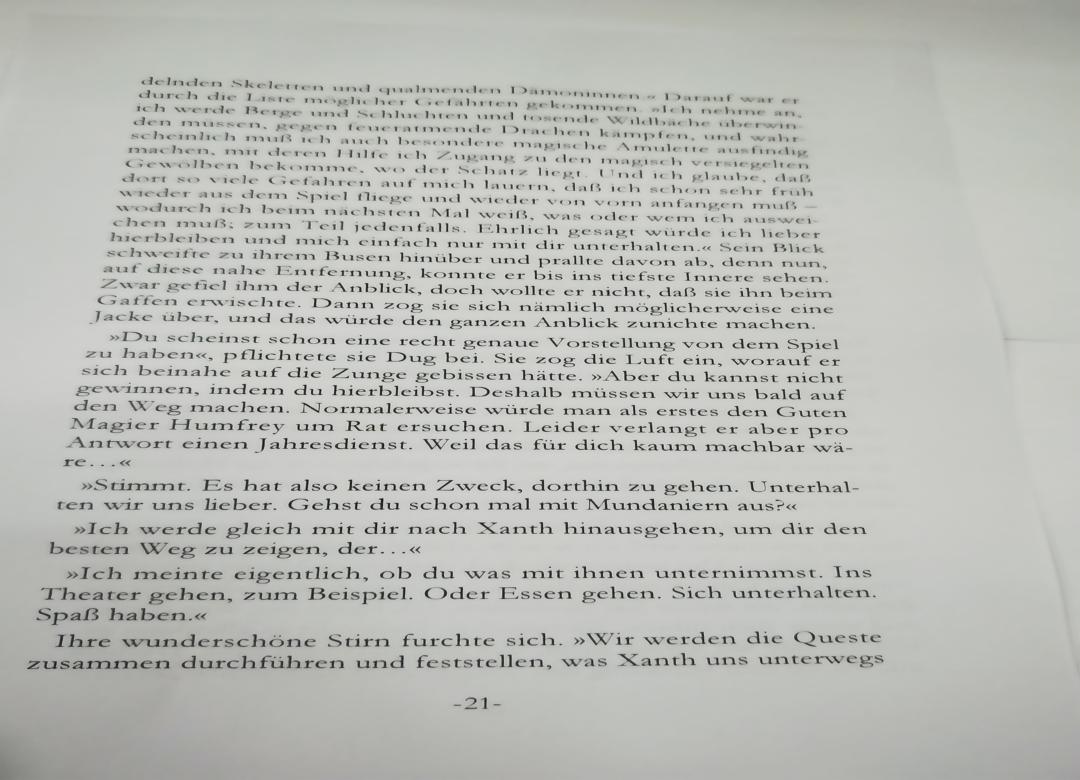 delnden Skeletten und qualmenden Dämoninnen.« Darauf war er
durch die Liste möglicher Gefährten gekommen. »Ich nehme an,
ich werde Berge und Schluchten und tosende Wildbäche überwin-
den müssen, gegen feueratmende Drachen kämpfen, und wahr-
scheinlich muß ich auch besondere magische Amulette ausfindig
machen, mit deren Hilfe ich Zugang zu den magisch versiegelten
Gewölben bekomme, wo der Schatz liegt. Und ich glaube, daß
dort so viele Gefahren auf mich lauern, daß ich schon sehr früh
wieder aus dem Spiel fliege und wieder von vorn anfangen muß –
wodurch ich beim nächsten Mal weiß, was oder wem ich auswei-
chen muß; zum Teil jedenfalls. Ehrlich gesagt würde ich lieber
hierbleiben und mich einfach nur mit dir unterhalten.« Sein Blick
schweifte zu ihrem Busen hinüber und prallte davon ab, denn nun,
auf diese nahe Entfernung, konnte er bis ins tiefste Innere sehen.
Zwar gefiel ihm der Anblick, doch wollte er nicht, daß sie ihn beim
Gaffen erwischte. Dann zog sie sich nämlich möglicherweise eine
Jacke über, und das würde den ganzen Anblick zunichte machen.
»Du scheinst schon eine recht genaue Vorstellung von dem Spiel
zu haben«, pflichtete sie Dug bei. Sie zog die Luft ein, worauf er
sich beinahe auf die Zunge gebissen hätte. »Aber du kannst nicht
gewinnen, indem du hierbleibst. Deshalb müssen wir uns bald auf
den Weg machen. Normalerweise würde man als erstes den Guten
Magier Humfrey um Rat ersuchen. Leider verlangt er aber pro
Antwort einen Jahresdienst. Weil das für dich kaum machbar wä-
re...«
»Stimmt. Es hat also keinen Zweck, dorthin zu gehen. Unterhal-
ten wir uns lieber. Gehst du schon mal mit Mundaniern aus?«
»Ich werde gleich mit dir nach Xanth hinausgehen, um dir den
besten Weg zu zeigen, der...«
»Ich meinte eigentlich, ob du was mit ihnen unternimmst. Ins
Theater gehen, zum Beispiel. Oder Essen gehen. Sich unterhalten.
Spaß haben.«
Ihre wunderschöne Stirn furchte sich. »Wir werden die Queste
zusammen durchführen und feststellen, was Xanth uns unterwegs
-21-